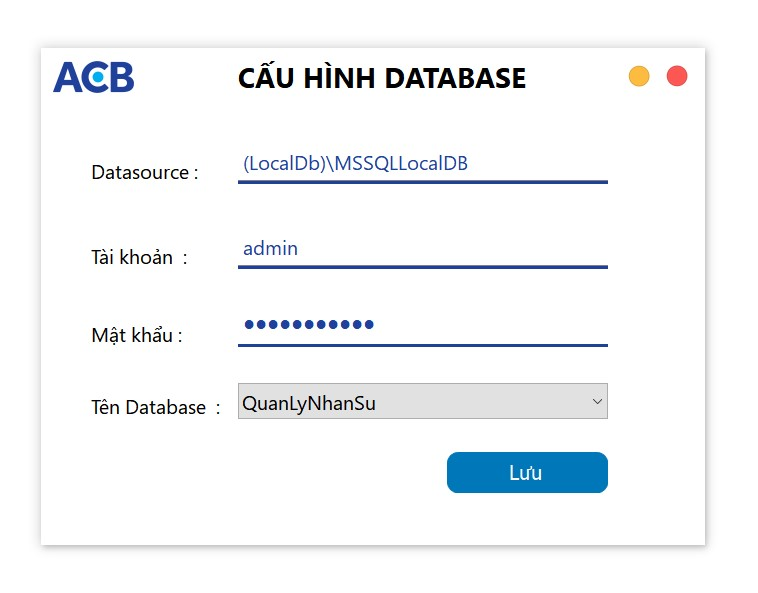 ACB
CẤU HÌNH DATABASE
Datasource : (LocalDb)\MSSQLLocalDB
Tài khoản : admin
Mật khẩu : ●●●●●●●●●●●
Tên Database : QuanLyNhanSu
Lưu